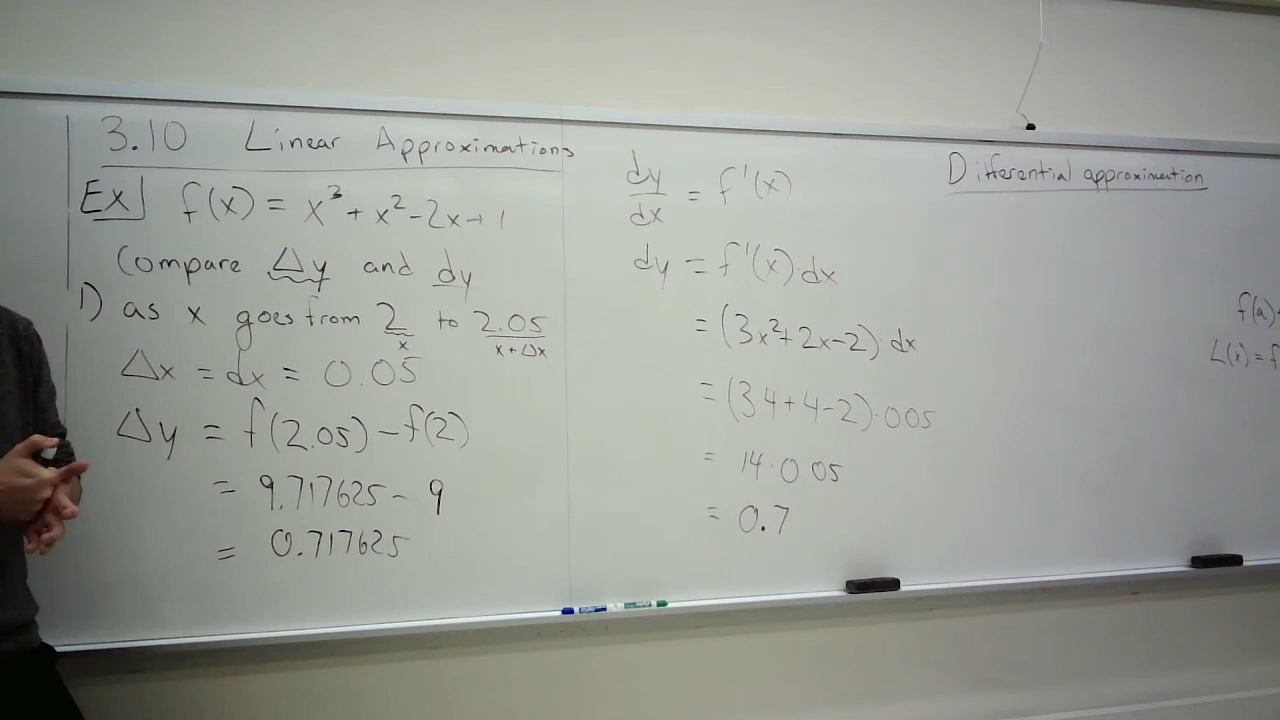 3.10 Linear Approximations
Ex f(x) = x³ + x² - 2x + 1
Compare Δy and dy
1) as x goes from 2 to 2.05
x x + Δx
Δx = dx = 0.05
Δy = f(2.05) - f(2)
= 9.717625 - 9
= 0.717625
dy/dx = f'(x)
dy = f'(x) dx
= (3x² + 2x - 2) · dx
= (3·4 + 4 - 2) · 0.05
= 14 · 0.05
= 0.7
Differential approximation
f(a)
L(x) = f